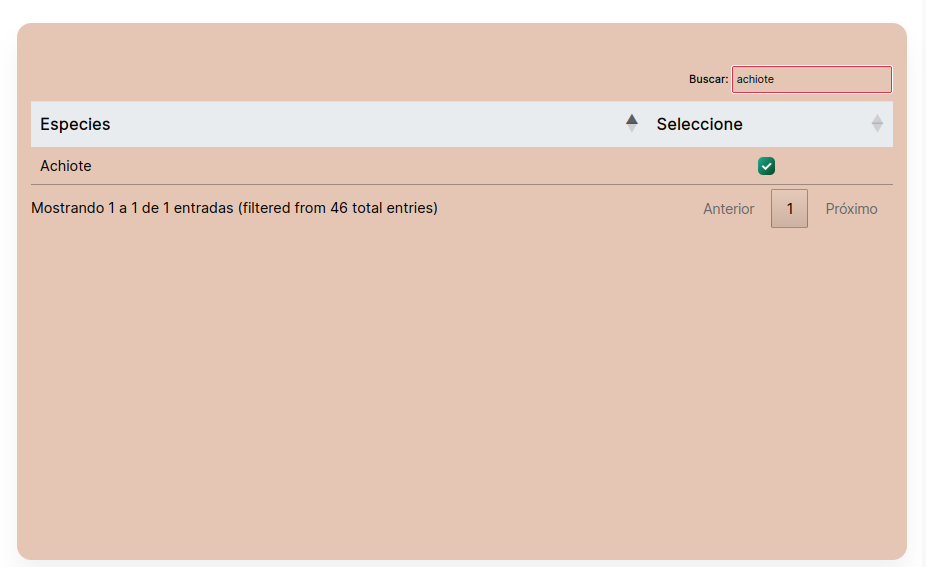 Buscar: achiote
Especies Seleccione
Achiote
Mostrando 1 a 1 de 1 entradas (filtered from 46 total entries) Anterior 1 Próximo